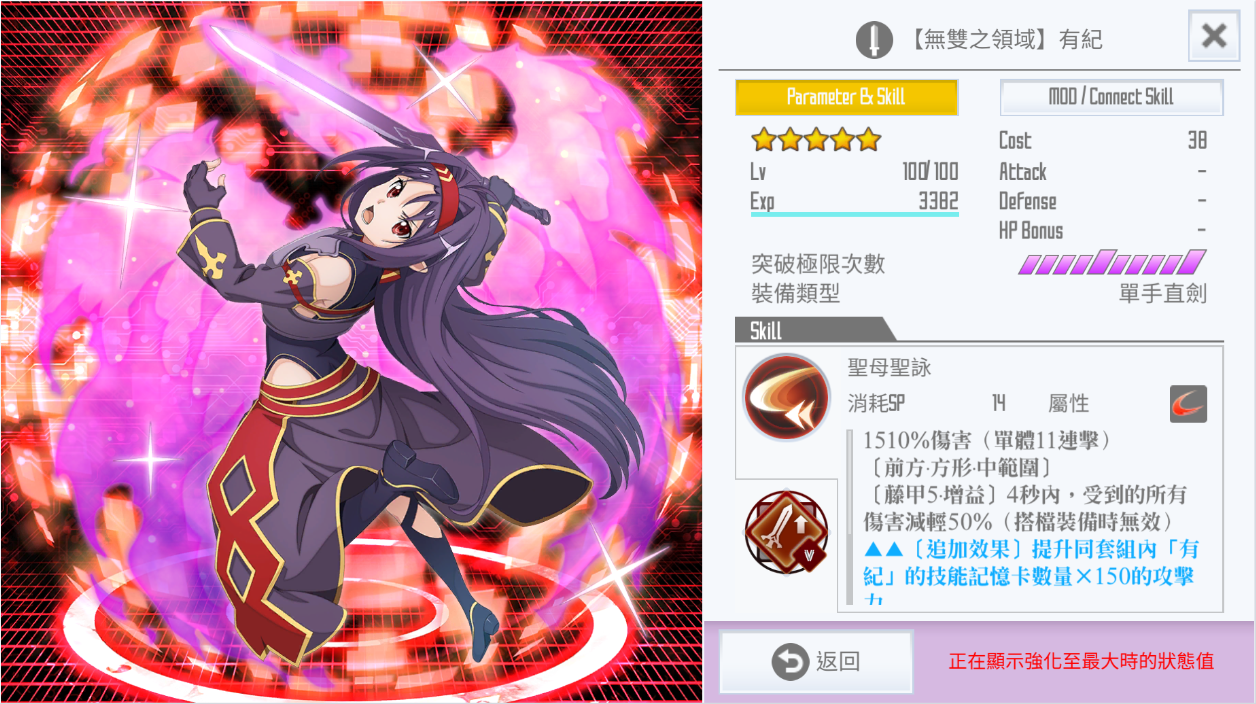 【無雙之領域】有紀
Parameter & Skill
MOD / Connect Skill
Lv 100/100
Exp 3382
Cost 38
Attack -
Defense -
HP Bonus -
突破極限次數
裝備類型 單手直劍
Skill
聖母聖詠
消耗SP 14 屬性
1510%傷害（單體11連擊）
〔前方·方形·中範圍〕
〔藤甲5·增益〕4秒內，受到的所有
傷害減輕50%（搭檔裝備時無效）
▲▲〔追加效果〕提升同套組內「有
紀」的技能記憶卡數量×150的攻擊
力
V
返回
正在顯示強化至最大時的狀態值